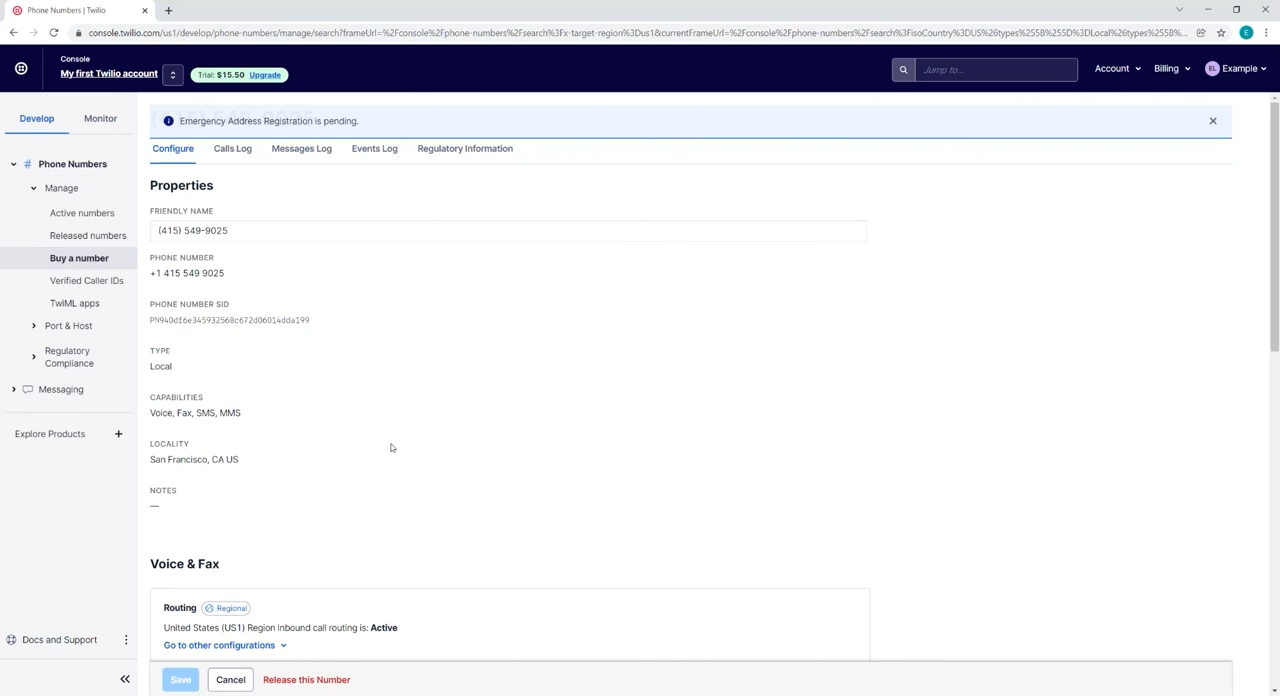 Phone Numbers | Twilio
console.twilio.com/us1/develop/phone-numbers/manage/search?frameUrl=%2Fconsole%2Fphone-numbers%2Fsearch%3Fx-target-region%3Dus1&currentFrameUrl=%2Fconsole%2Fphone-numbers%2Fsearch%3FisoCountry%3DUS%26types%255B%255D%3DLocal%26types%255B%...
E
Console
My first Twilio account
Trial: $15.50 Upgrade
Jump to...
Account
Billing
EL Example
Develop
Monitor
# Phone Numbers
Manage
Active numbers
Released numbers
Buy a number
Verified Caller IDs
TwiML apps
Port & Host
Regulatory
Compliance
Messaging
Explore Products +
Docs and Support
Emergency Address Registration is pending.
Configure
Calls Log
Messages Log
Events Log
Regulatory Information
Properties
FRIENDLY NAME
(415) 549-9025
PHONE NUMBER
+1 415 549 9025
PHONE NUMBER SID
PN940df6e345932568c672d06014dda199
TYPE
Local
CAPABILITIES
Voice, Fax, SMS, MMS
LOCALITY
San Francisco, CA US
NOTES
—
Voice & Fax
Routing Regional
United States (US1) Region inbound call routing is: Active
Go to other configurations
Save
Cancel
Release this Number